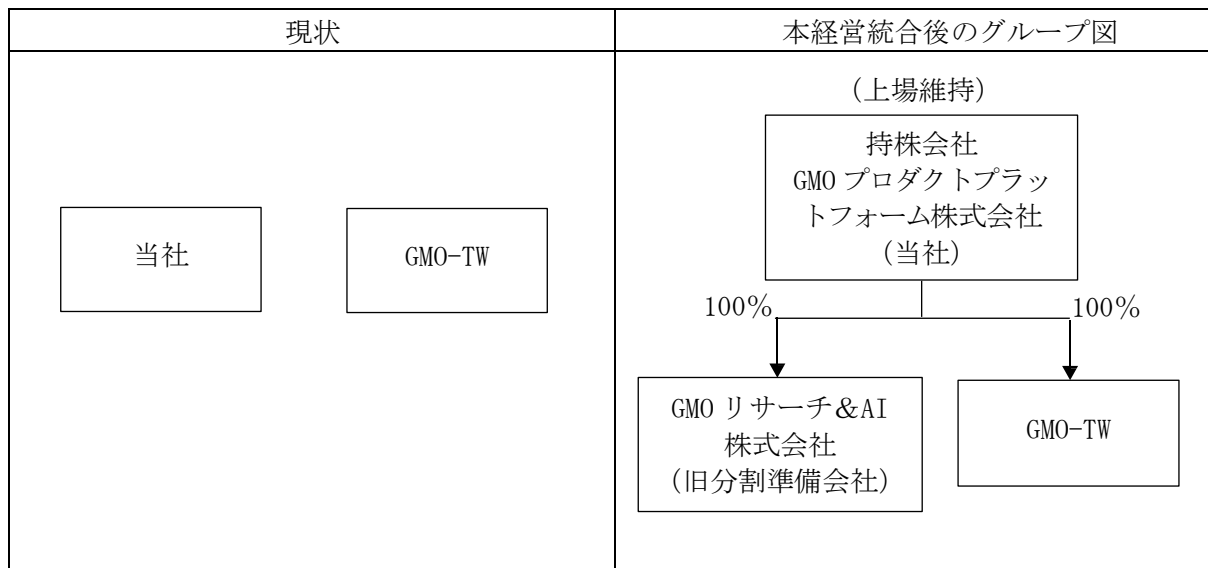 現状
本経営統合後のグループ図
当社
GMO-TW
(上場維持)
持株会社
GMO プロダクトプラッ
トフォーム株式会社
(当社)
100%
100%
GMO リサーチ&AI
株式会社
(旧分割準備会社)
GMO-TW